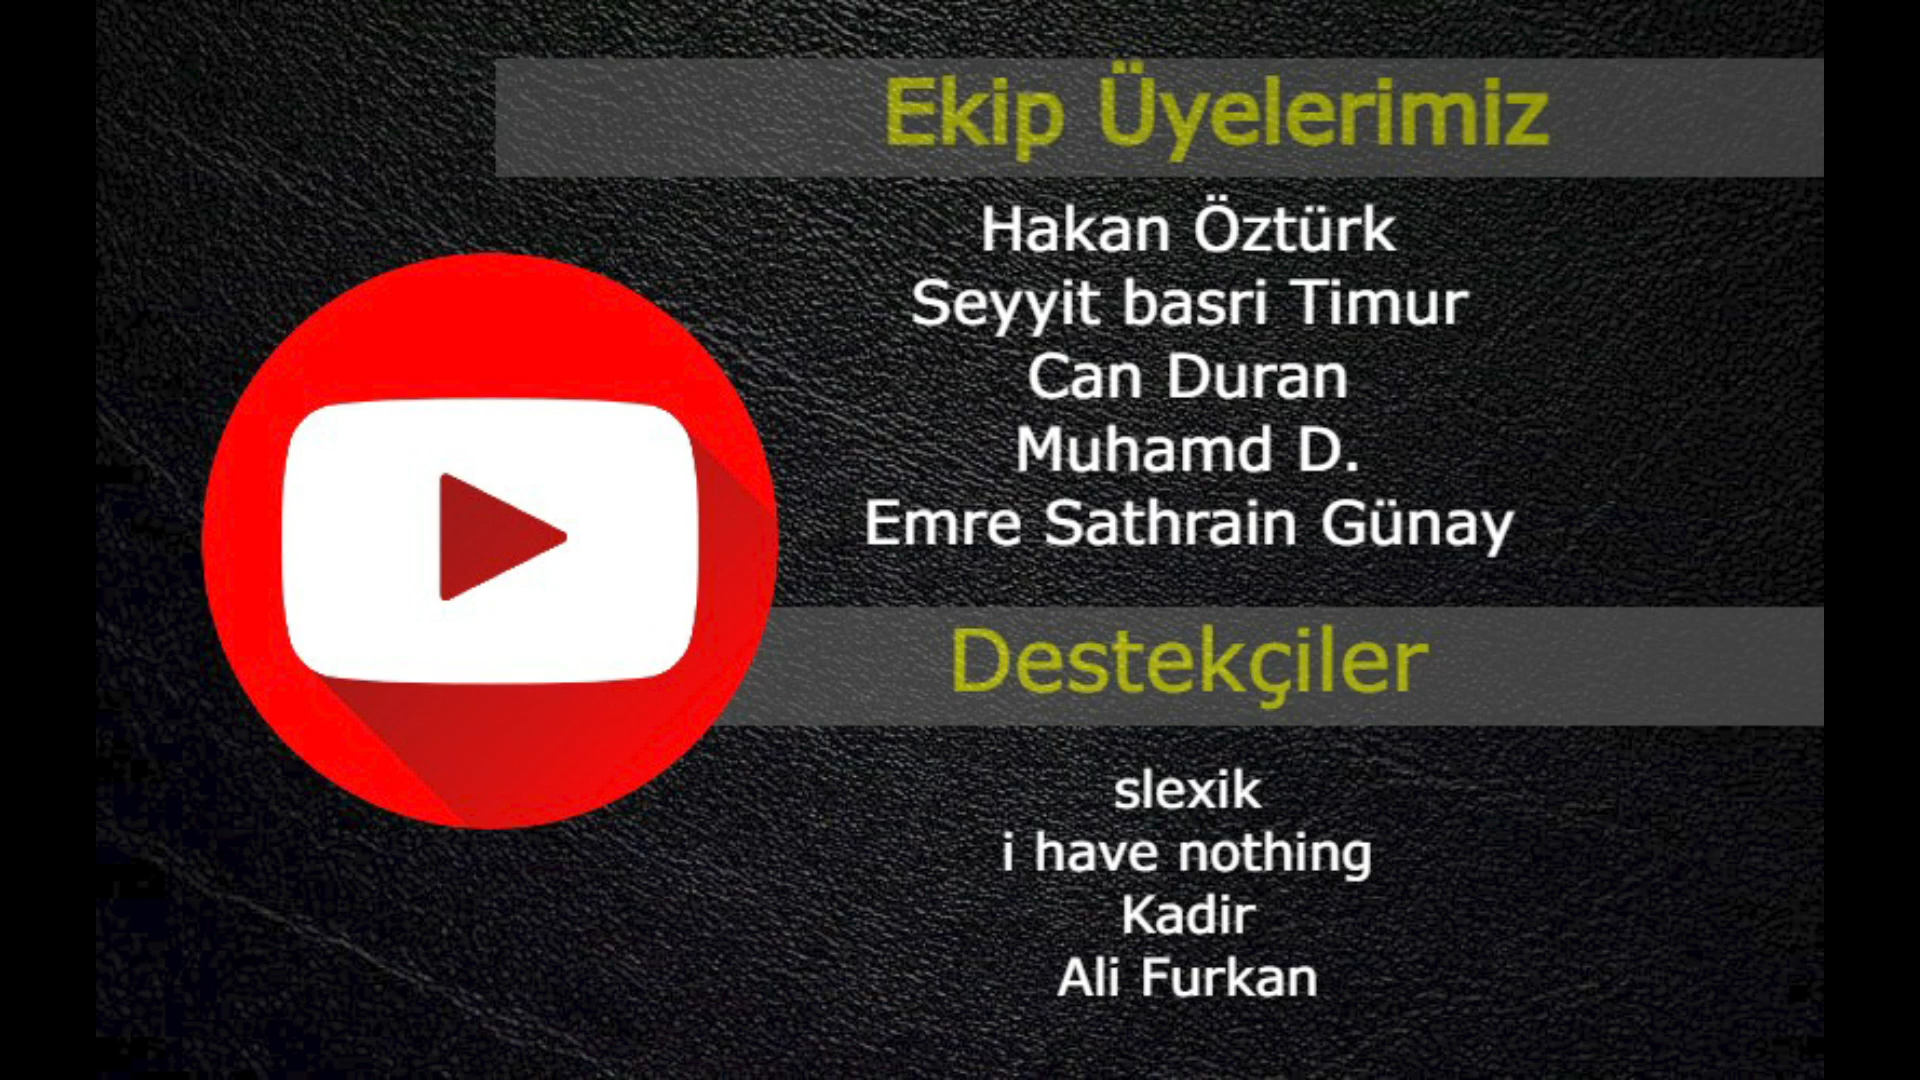 Ekip Üyelerimiz
Hakan Öztürk
Seyyit basri Timur
Can Duran
Muhamd D.
Emre Sathrain Günay
Destekçiler
slexik
i have nothing
Kadir
Ali Furkan